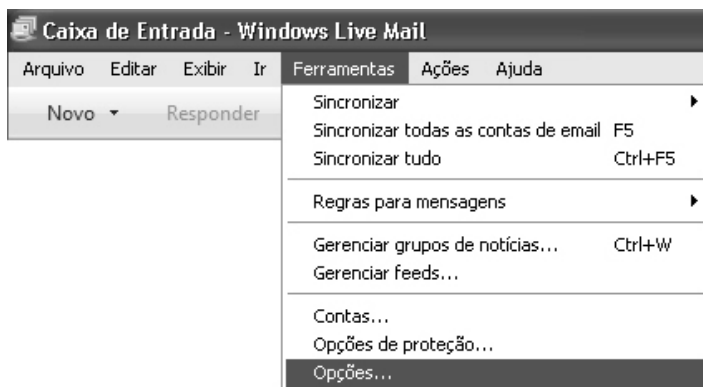 Caixa de Entrada - Windows Live Mail
Arquivo Editar Exibir Ir Ferramentas Ações Ajuda
Novo Responder
Sincronizar
Sincronizar todas as contas de email F5
Sincronizar tudo Ctrl+F5
Regras para mensagens
Gerenciar grupos de notícias... Ctrl+W
Gerenciar feeds...
Contas...
Opções de proteção...
Opções...